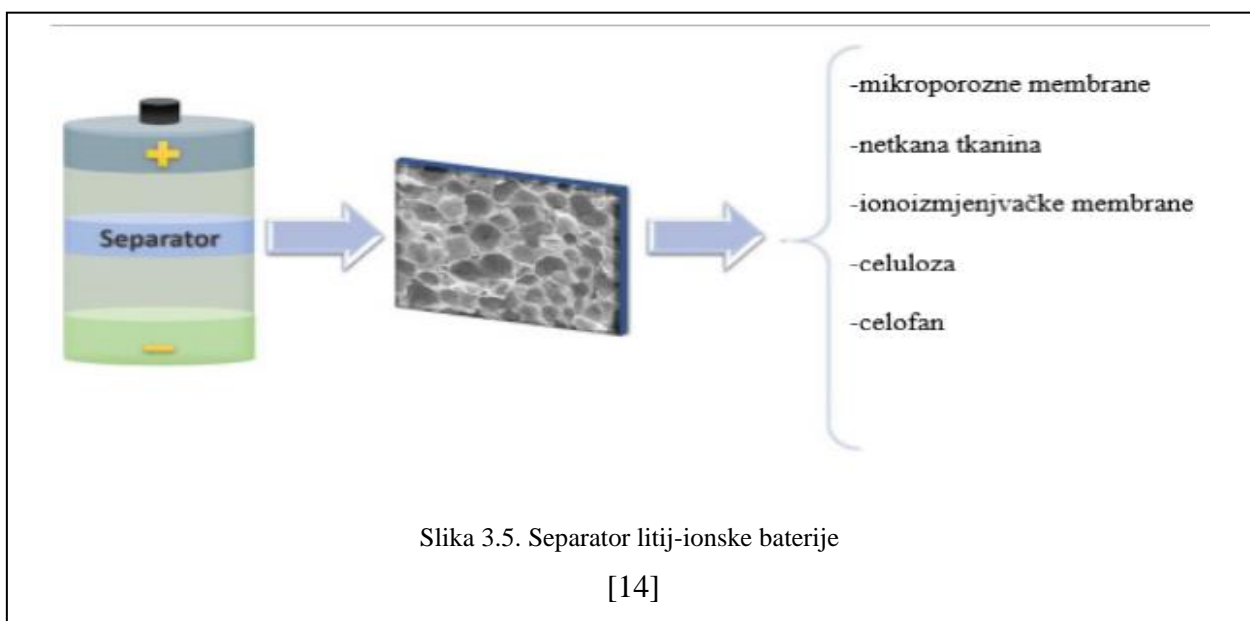 +
Separator
−
-mikroporozne membrane
-netkana tkanina
-ionoizmjenjvačke membrane
-celuloza
-celofan
Slika 3.5. Separator litij-ionske baterije
[14]